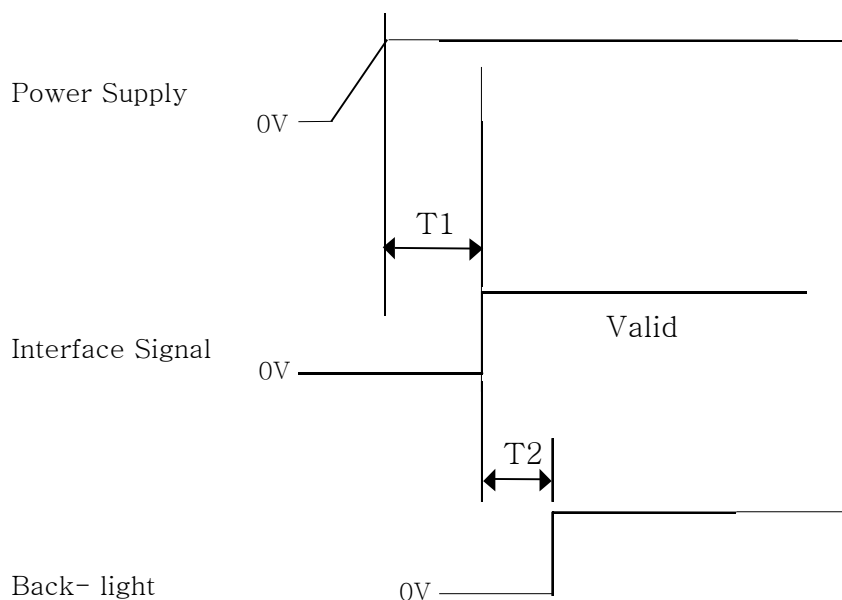 Power Supply
0V
T1
Valid
Interface Signal
0V
T2
Back- light
0V